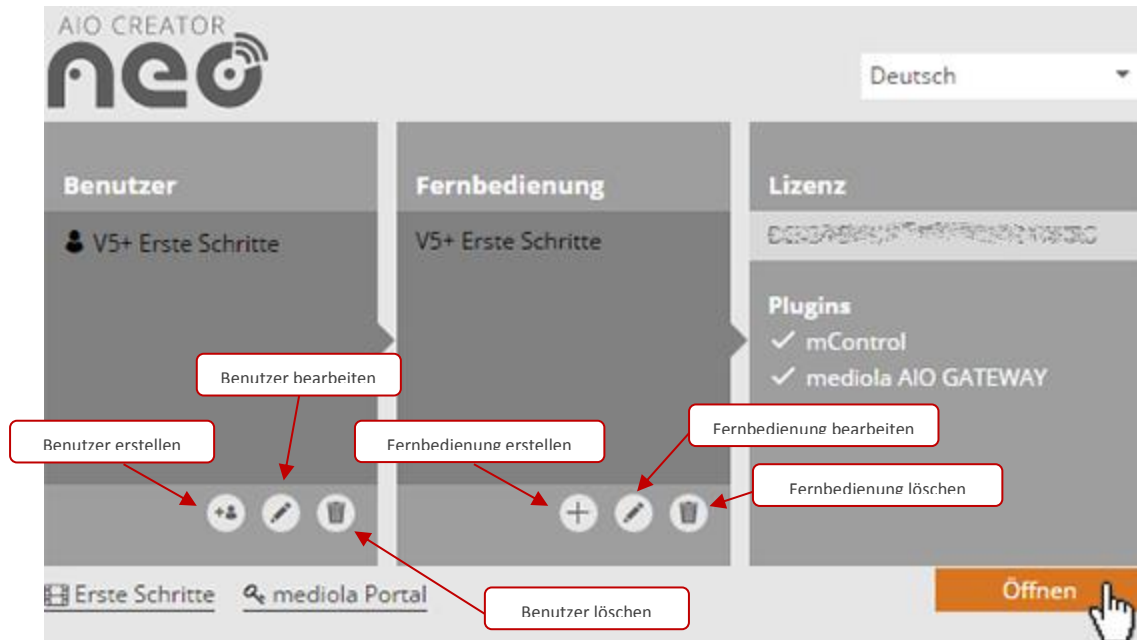 AIO CREATOR
neo
Deutsch
Benutzer
V5+ Erste Schritte
Fernbedienung
V5+ Erste Schritte
Lizenz
Plugins
mControl
mediola AIO GATEWAY
Benutzer bearbeiten
Benutzer erstellen
Fernbedienung erstellen
Fernbedienung bearbeiten
Fernbedienung löschen
Erste Schritte
mediola Portal
Benutzer löschen
Öffnen